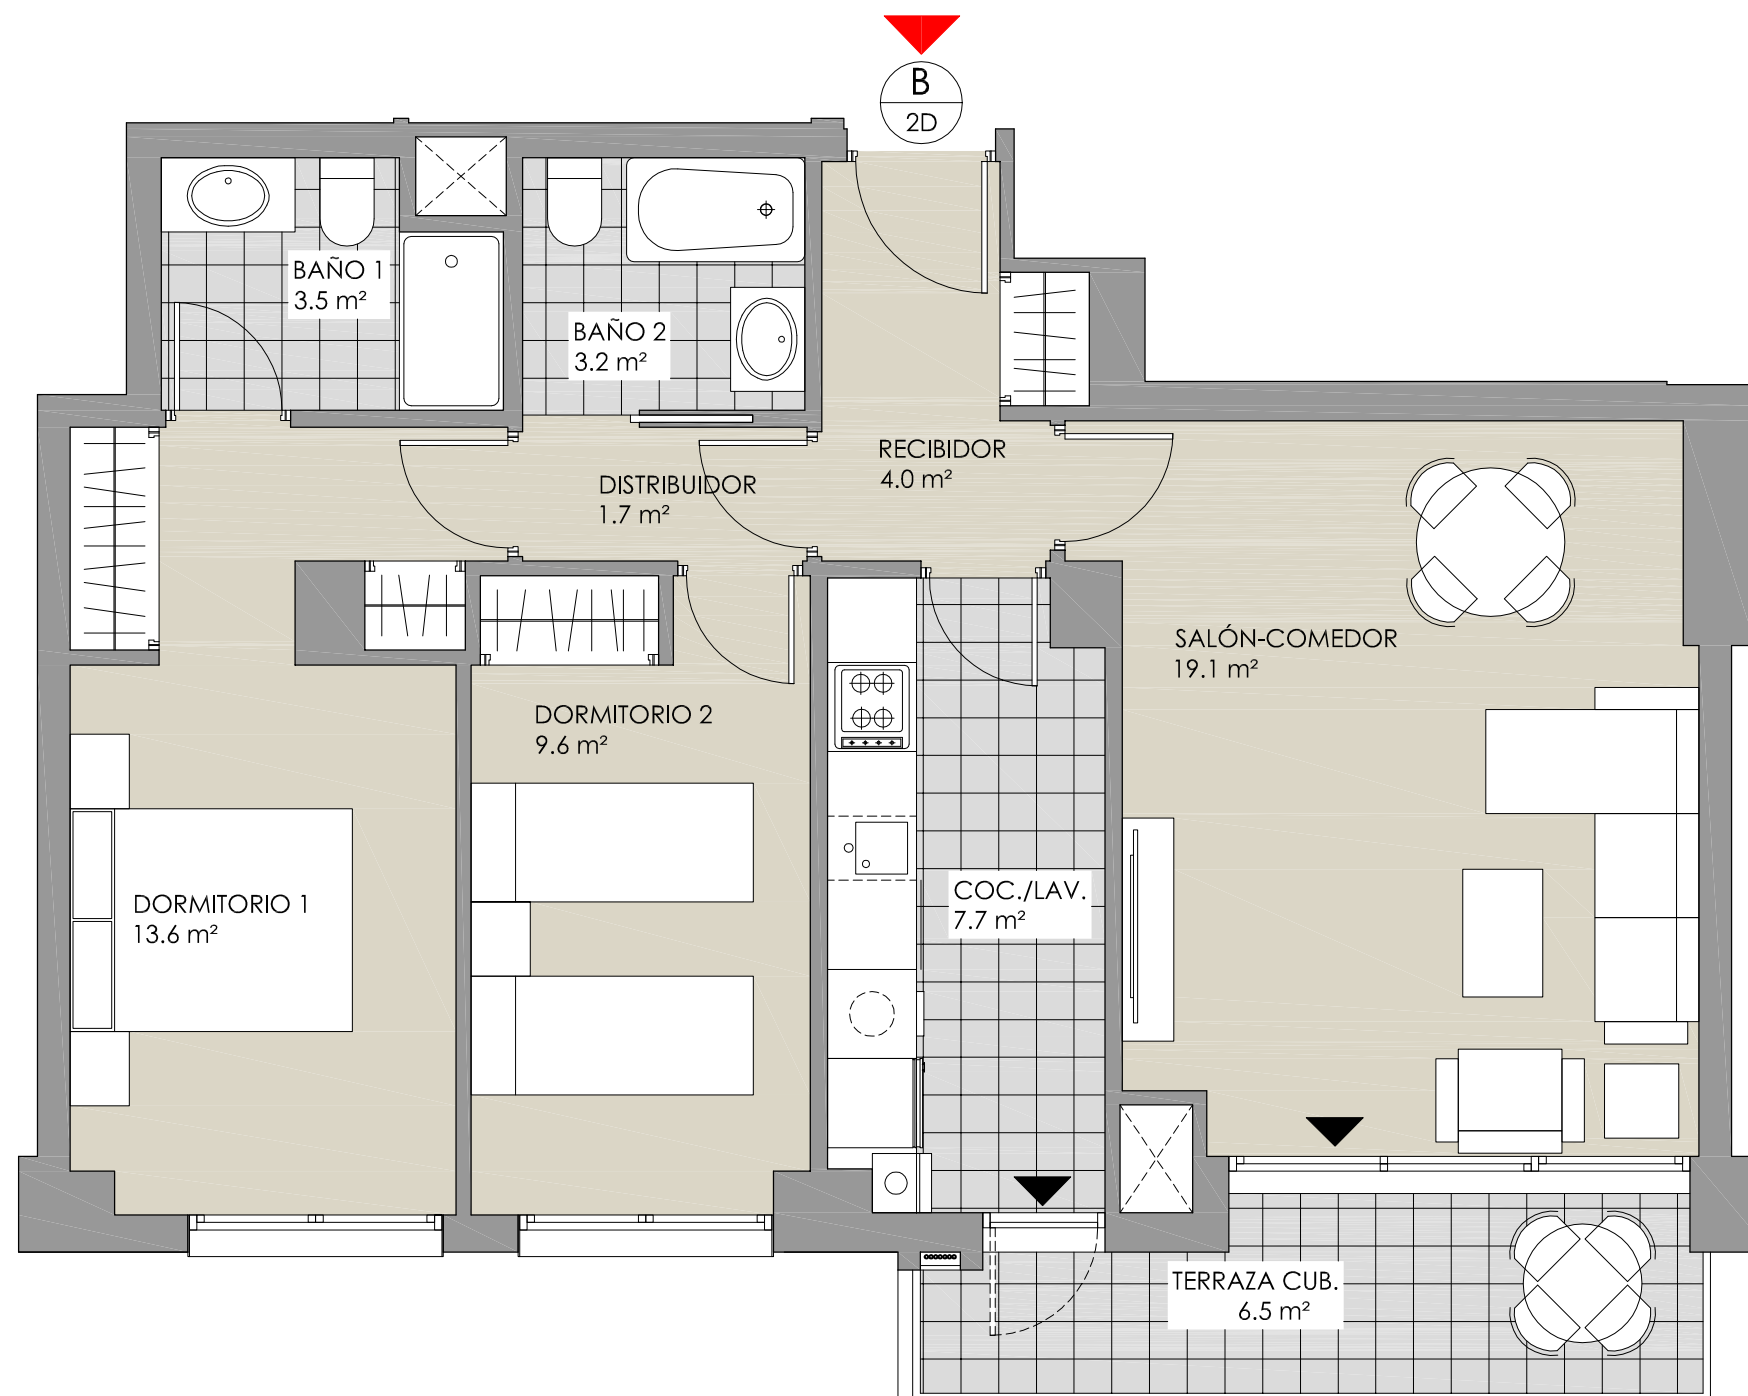 B
2D
BAÑO 1
3.5 m²
BAÑO 2
3.2 m²
RECIBIDOR
4.0 m²
DISTRIBUIDOR
1.7 m²
SALÓN-COMEDOR
19.1 m²
DORMITORIO 2
9.6 m²
DORMITORIO 1
13.6 m²
COC./LAV.
7.7 m²
TERRAZA CUB.
6.5 m²